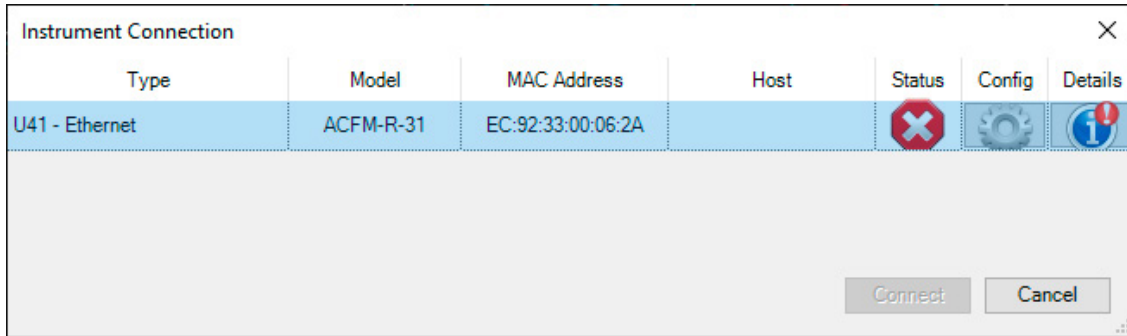 Instrument Connection
Type Model MAC Address Host Status Config Details
U41 - Ethernet ACFM-R-31 EC:92:33:00:06:2A
Connect Cancel